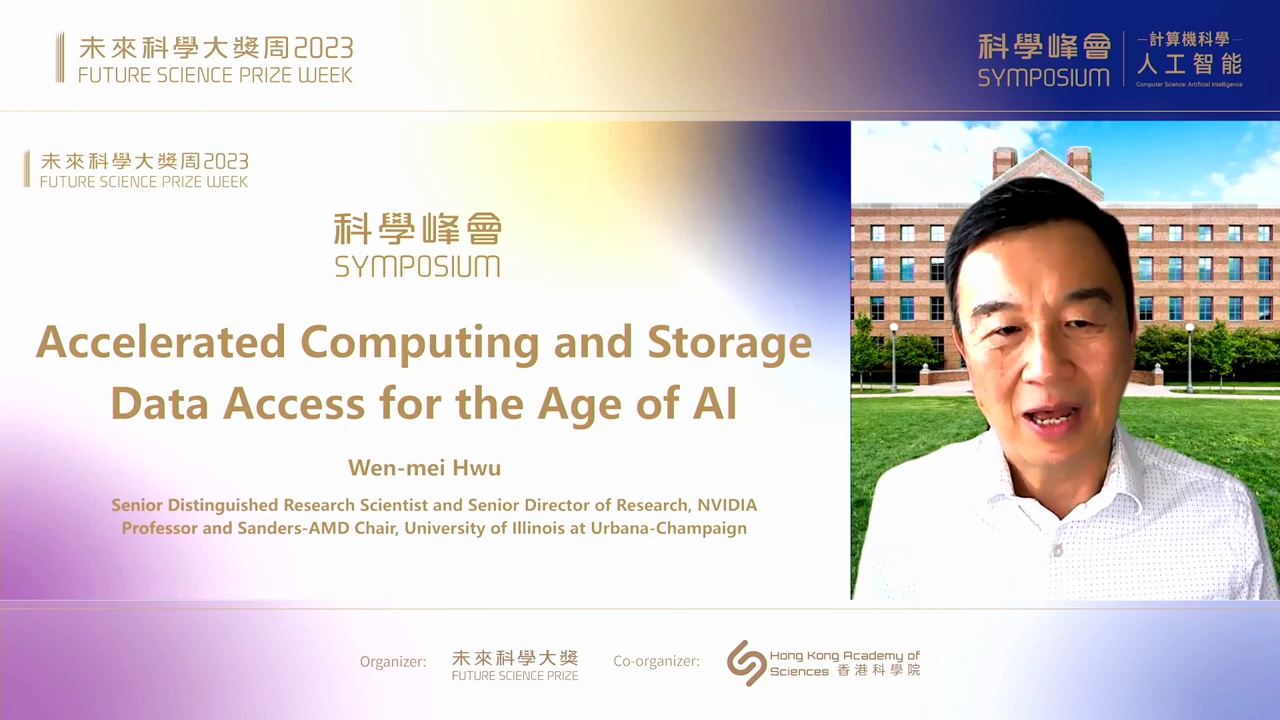 未來科學大獎周2023
FUTURE SCIENCE PRIZE WEEK
科學峰會
SYMPOSIUM
計算機科學
人工智能
Computer Science: Artificial Intelligence
未來科學大獎周2023
FUTURE SCIENCE PRIZE WEEK
科學峰會
SYMPOSIUM
Accelerated Computing and Storage
Data Access for the Age of AI
Wen-mei Hwu
Senior Distinguished Research Scientist and Senior Director of Research, NVIDIA
Professor and Sanders-AMD Chair, University of Illinois at Urbana-Champaign
Organizer:
未來科學大獎
FUTURE SCIENCE PRIZE
Co-organizer:
Hong Kong Academy of
Sciences 香港科學院